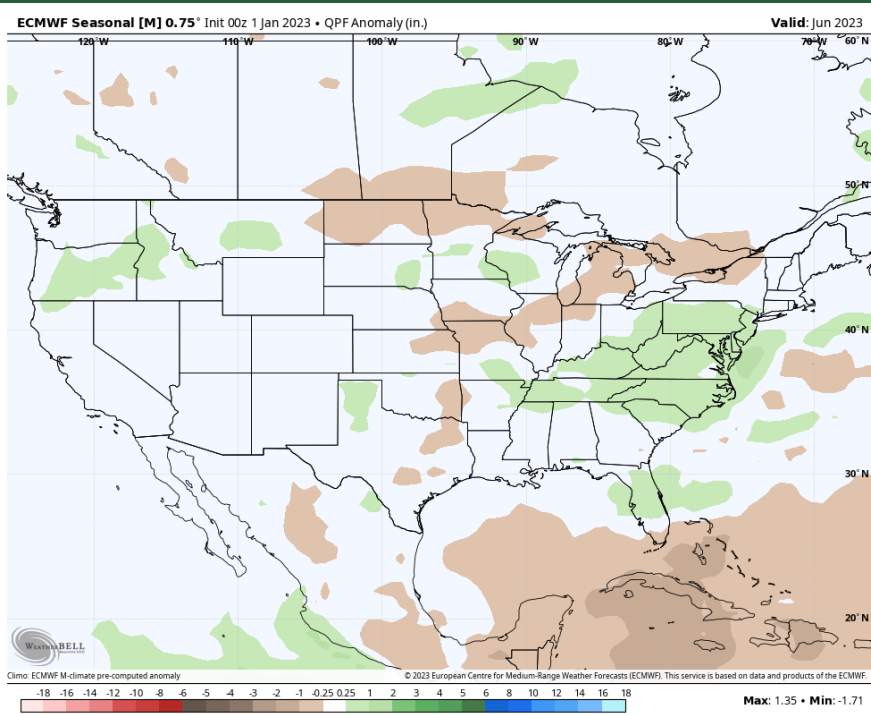 ECMWF Seasonal [M] 0.75° Init 00z 1 Jan 2023 • QPF Anomaly (in.) Valid: Jun 2023
120°W 110°W 100°W 90°W 80°W 70°W 60°N
50°N
40°N
30°N
20°N
WEATHERBELL
Climo: ECMWF M-climate pre-computed anomaly © 2023 European Centre for Medium-Range Weather Forecasts (ECMWF). This service is based on data and products of the ECMWF.
-18 -16 -14 -12 -10 -8 -6 -5 -4 -3 -2 -1 -0.25 0.25 1 2 3 4 5 6 8 10 12 14 16 18
Max: 1.35 • Min: -1.71